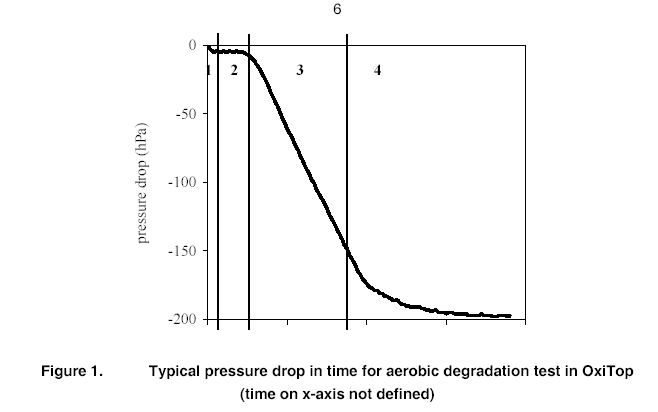 6
0
1 2 3 4
-50
-100
-150
-200
pressure drop (hPa)
Figure 1. Typical pressure drop in time for aerobic degradation test in OxiTop
(time on x-axis not defined)